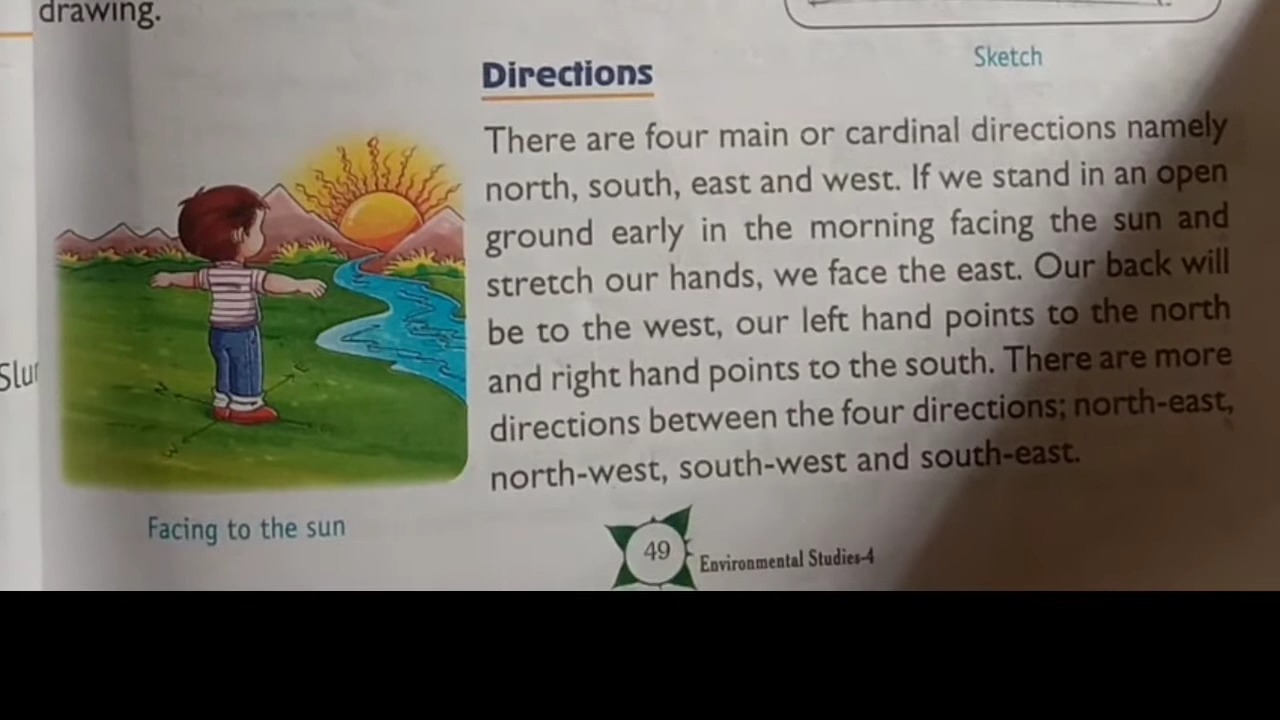 drawing.
Sketch
Directions
There are four main or cardinal directions namely
north, south, east and west. If we stand in an open
ground early in the morning facing the sun and
stretch our hands, we face the east. Our back will
be to the west, our left hand points to the north
and right hand points to the south. There are more
directions between the four directions; north-east,
north-west, south-west and south-east.
Facing to the sun
49
Environmental Studies-4